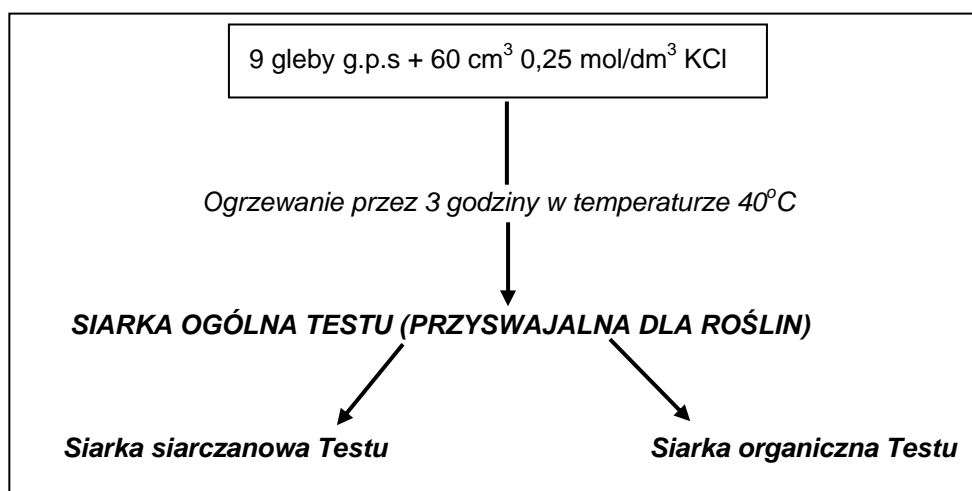 9 gleby g.p.s + 60 cm³ 0,25 mol/dm³ KCl
Ogrzewanie przez 3 godziny w temperaturze 40°C
SIARKA OGÓLNA TESTU (PRZYSWAJALNA DLA ROŚLIN)
Siarka siarczanowa Testu
Siarka organiczna Testu